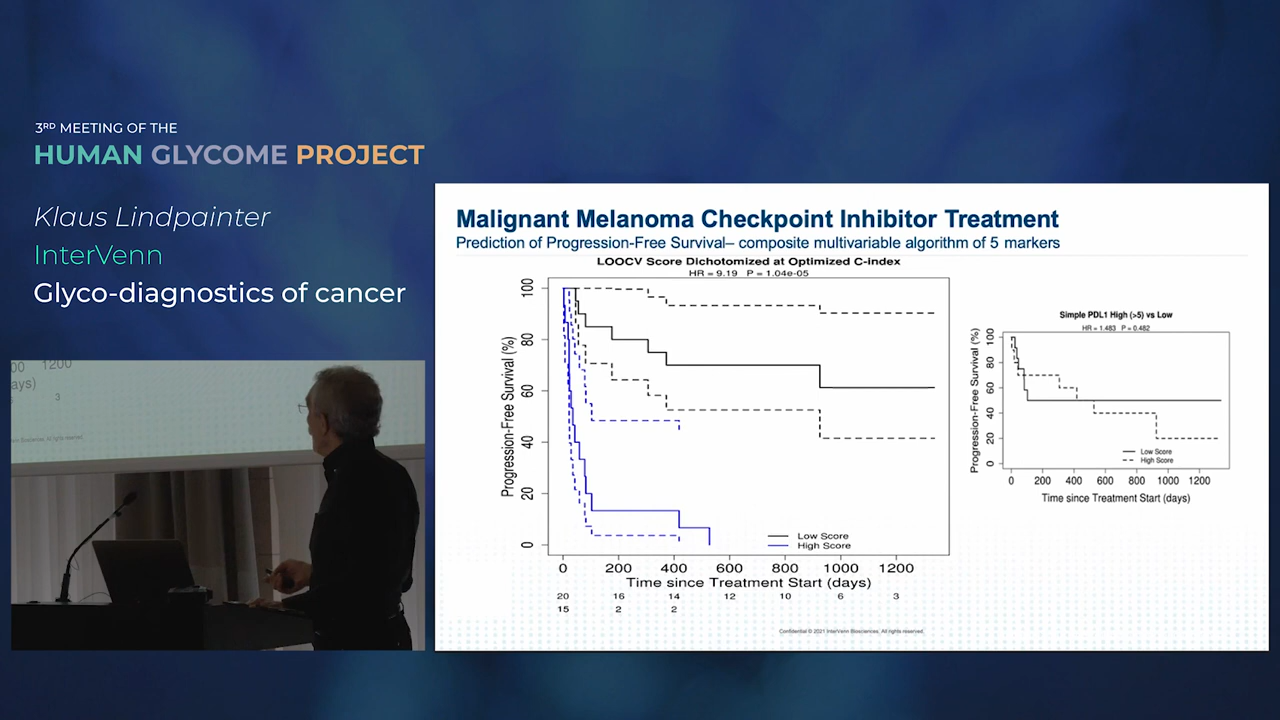 3RD MEETING OF THE
HUMAN GLYCOME PROJECT
Klaus Lindpainter
InterVenn
Glyco-diagnostics of cancer
00 1200
ays)
3
Malignant Melanoma Checkpoint Inhibitor Treatment
Prediction of Progression-Free Survival– composite multivariable algorithm of 5 markers
LOOCV Score Dichotomized at Optimized C-index
HR = 9.19 P = 1.04e-05
Progression-Free Survival (%)
100
80
60
40
20
0
Low Score
High Score
0 200 400 600 800 1000 1200
Time since Treatment Start (days)
20 16 14 12 10 6 3
15 2 2
Simple PDL1 High (>5) vs Low
HR = 1.483 P = 0.482
Progression-Free Survival (%)
100
80
60
40
20
0
Low Score
High Score
0 200 400 600 800 1000 1200
Time since Treatment Start (days)
Confidential © 2021 InterVenn Biosciences, All rights reserved.